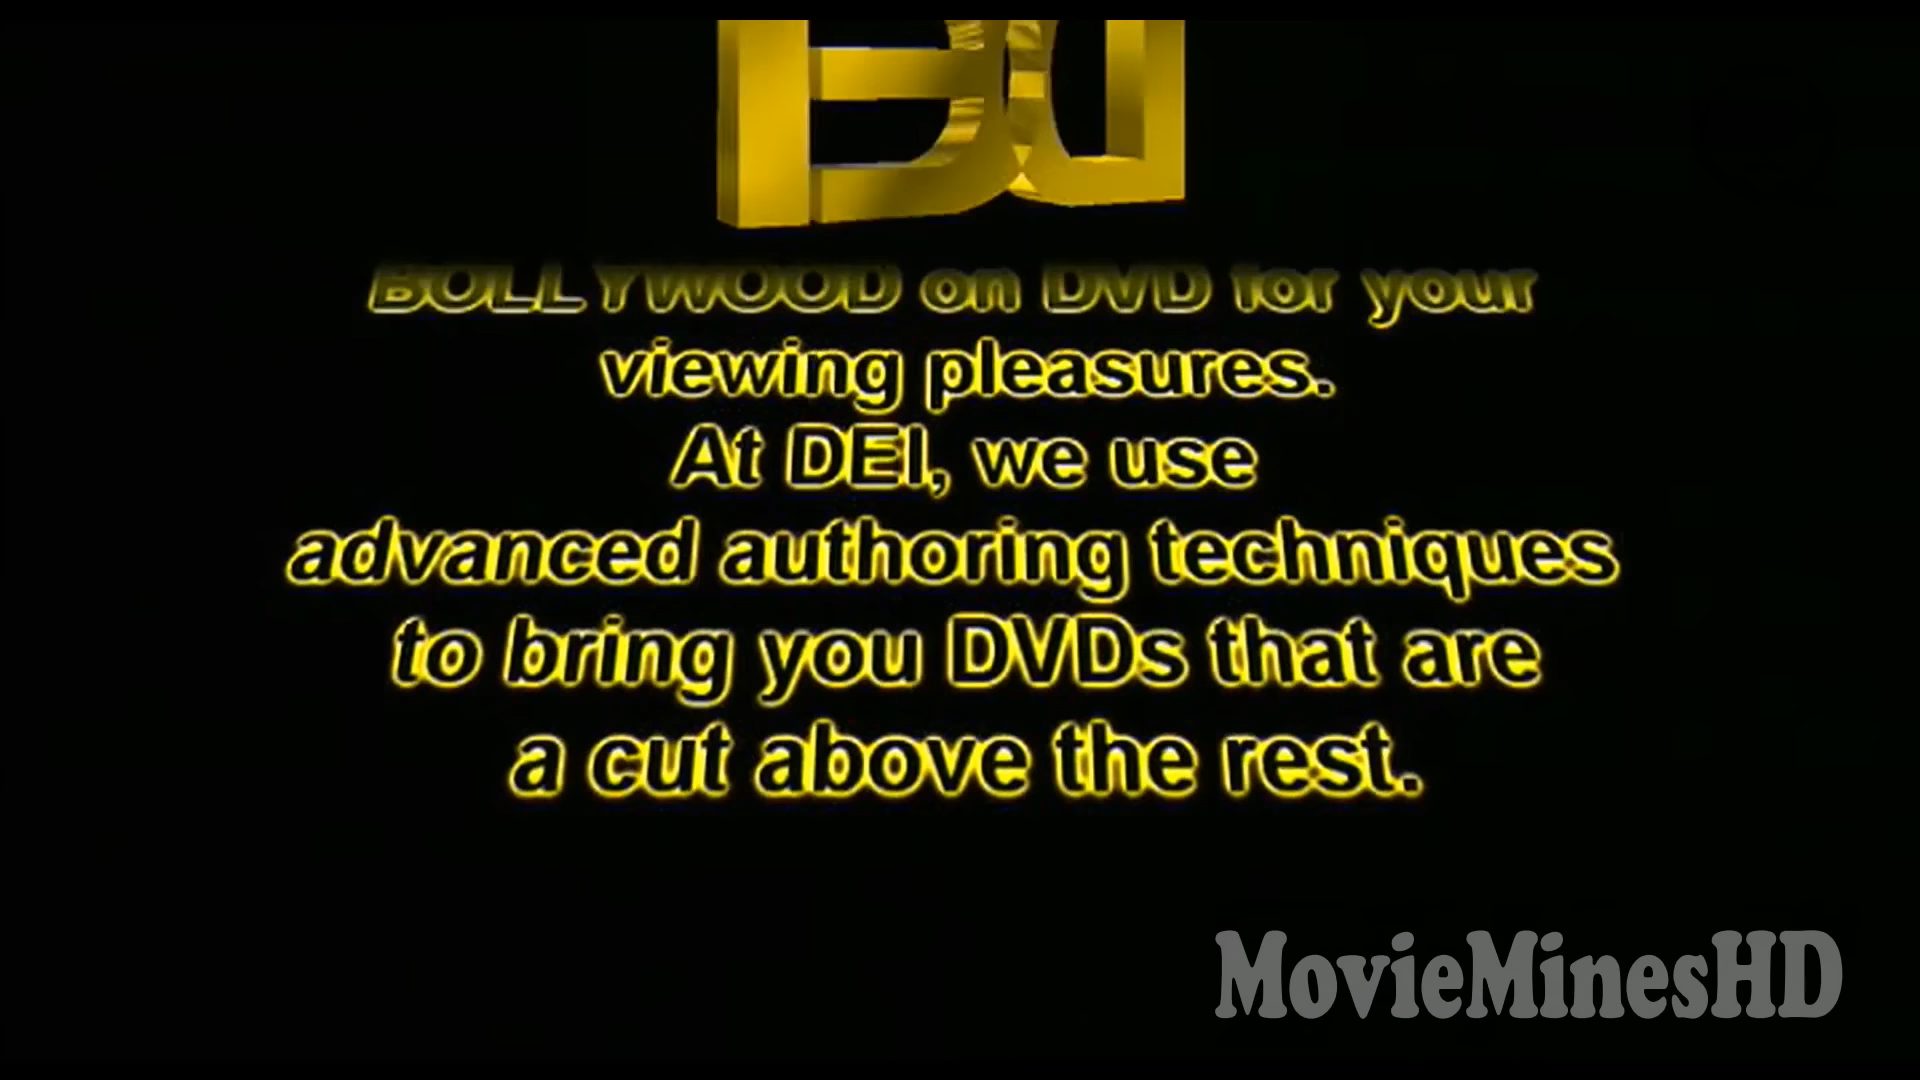 BOLLYWOOD on DVD for your
viewing pleasures.
At DEI, we use
advanced authoring techniques
to bring you DVDs that are
a cut above the rest.
MovieMinesHD